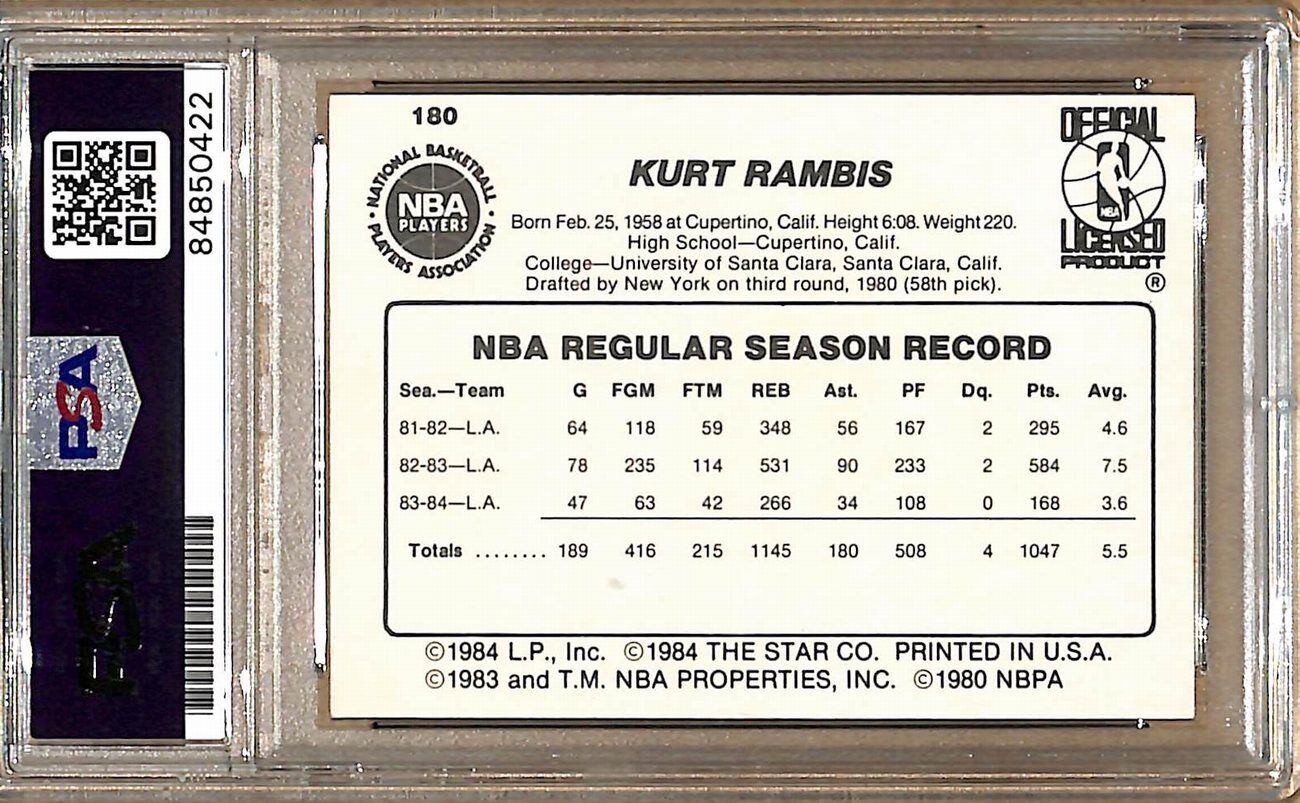 84850422
PSA
PSA
180
NATIONAL BASKETBALL PLAYERS ASSOCIATION
NBA
PLAYERS
OFFICIAL
NBA
LICENSED
PRODUCT
®
KURT RAMBIS
Born Feb. 25, 1958 at Cupertino, Calif. Height 6:08. Weight 220.
High School—Cupertino, Calif.
College—University of Santa Clara, Santa Clara, Calif.
Drafted by New York on third round, 1980 (58th pick).
NBA REGULAR SEASON RECORD
Sea.—Team G FGM FTM REB Ast. PF Dq. Pts. Avg.
81-82—L.A. 64 118 59 348 56 167 2 295 4.6
82-83—L.A. 78 235 114 531 90 233 2 584 7.5
83-84—L.A. 47 63 42 266 34 108 0 168 3.6
Totals ........ 189 416 215 1145 180 508 4 1047 5.5
©1984 L.P., Inc. ©1984 THE STAR CO. PRINTED IN U.S.A.
©1983 and T.M. NBA PROPERTIES, INC. ©1980 NBPA